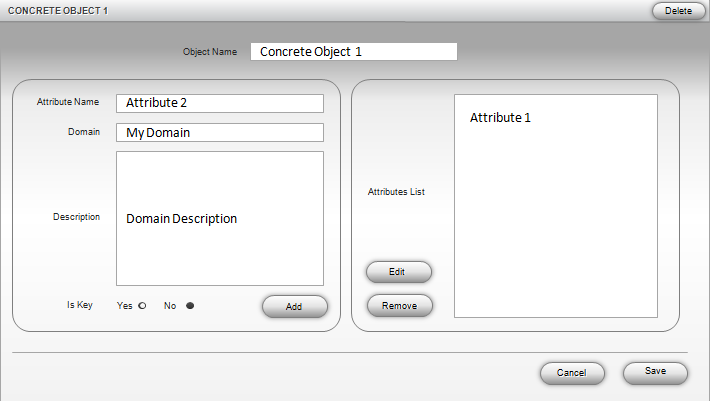 CONCRETE OBJECT 1
Delete
Object Name
Concrete Object 1
Attribute Name
Attribute 2
Domain
My Domain
Description
Domain Description
Is Key
Yes
No
Add
Attributes List
Attribute 1
Edit
Remove
Cancel
Save